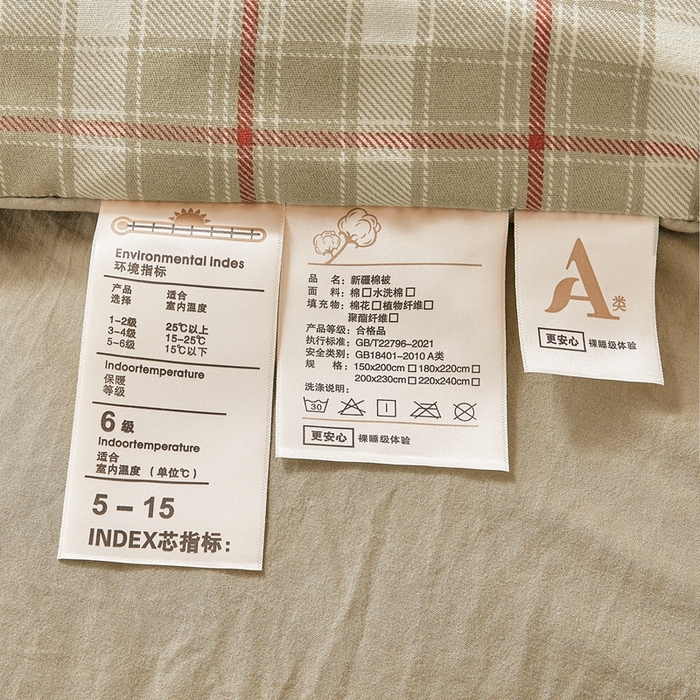 Environmental Indes
环境指标
产品 适合
选择 室内温度
1-2级 25℃以上
3-4级 15-25℃
5-6级 15℃以下
Indoortemperature
保暖
等级
6级
Indoortemperature
适合
室内温度（单位℃）
5-15
INDEX芯指标：
品 名：新疆棉被
面 料：棉□水洗棉□
填充物：棉花□植物纤维□
聚酯纤维□
产品等级：合格品
执行标准：GB/T22796-2021
安全类别：GB18401-2010 A类
规 格：150x200cm□180x220cm□
200x230cm□220x240cm□
洗涤说明：
30
更安心 裸睡级体验
A类
更安心 裸睡级体验